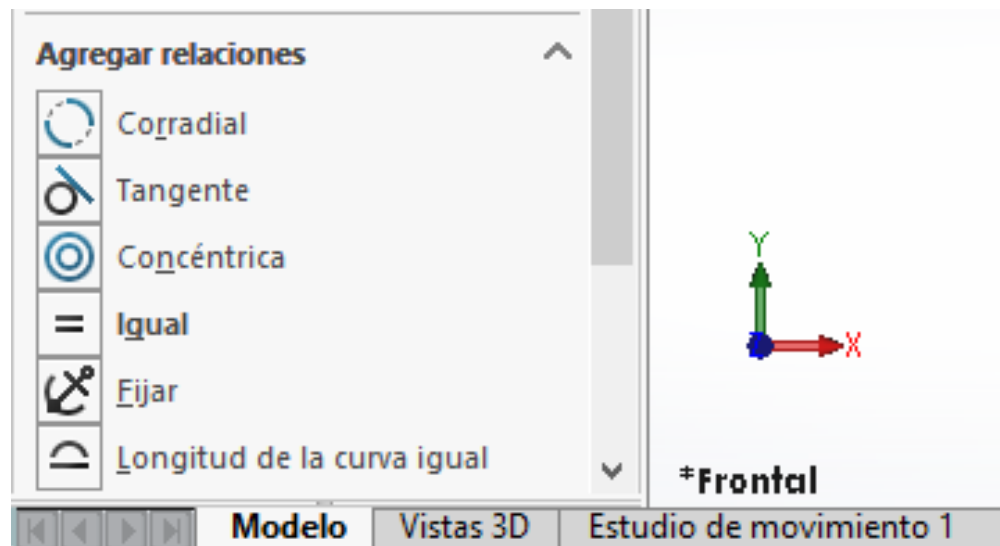 Agregar relaciones
Corradial
Tangente
Concéntrica
= Igual
Fijar
Longitud de la curva igual
Y
X
*Frontal
Modelo Vistas 3D Estudio de movimiento 1